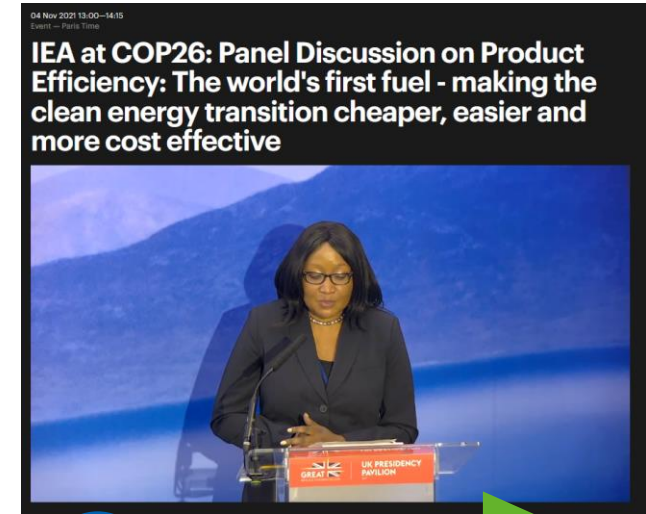 04 Nov 2021 13:00—14:15
Event — Paris Time
IEA at COP26: Panel Discussion on Product
Efficiency: The world's first fuel - making the
clean energy transition cheaper, easier and
more cost effective
GREAT
UK PRESIDENCY
PAVILION